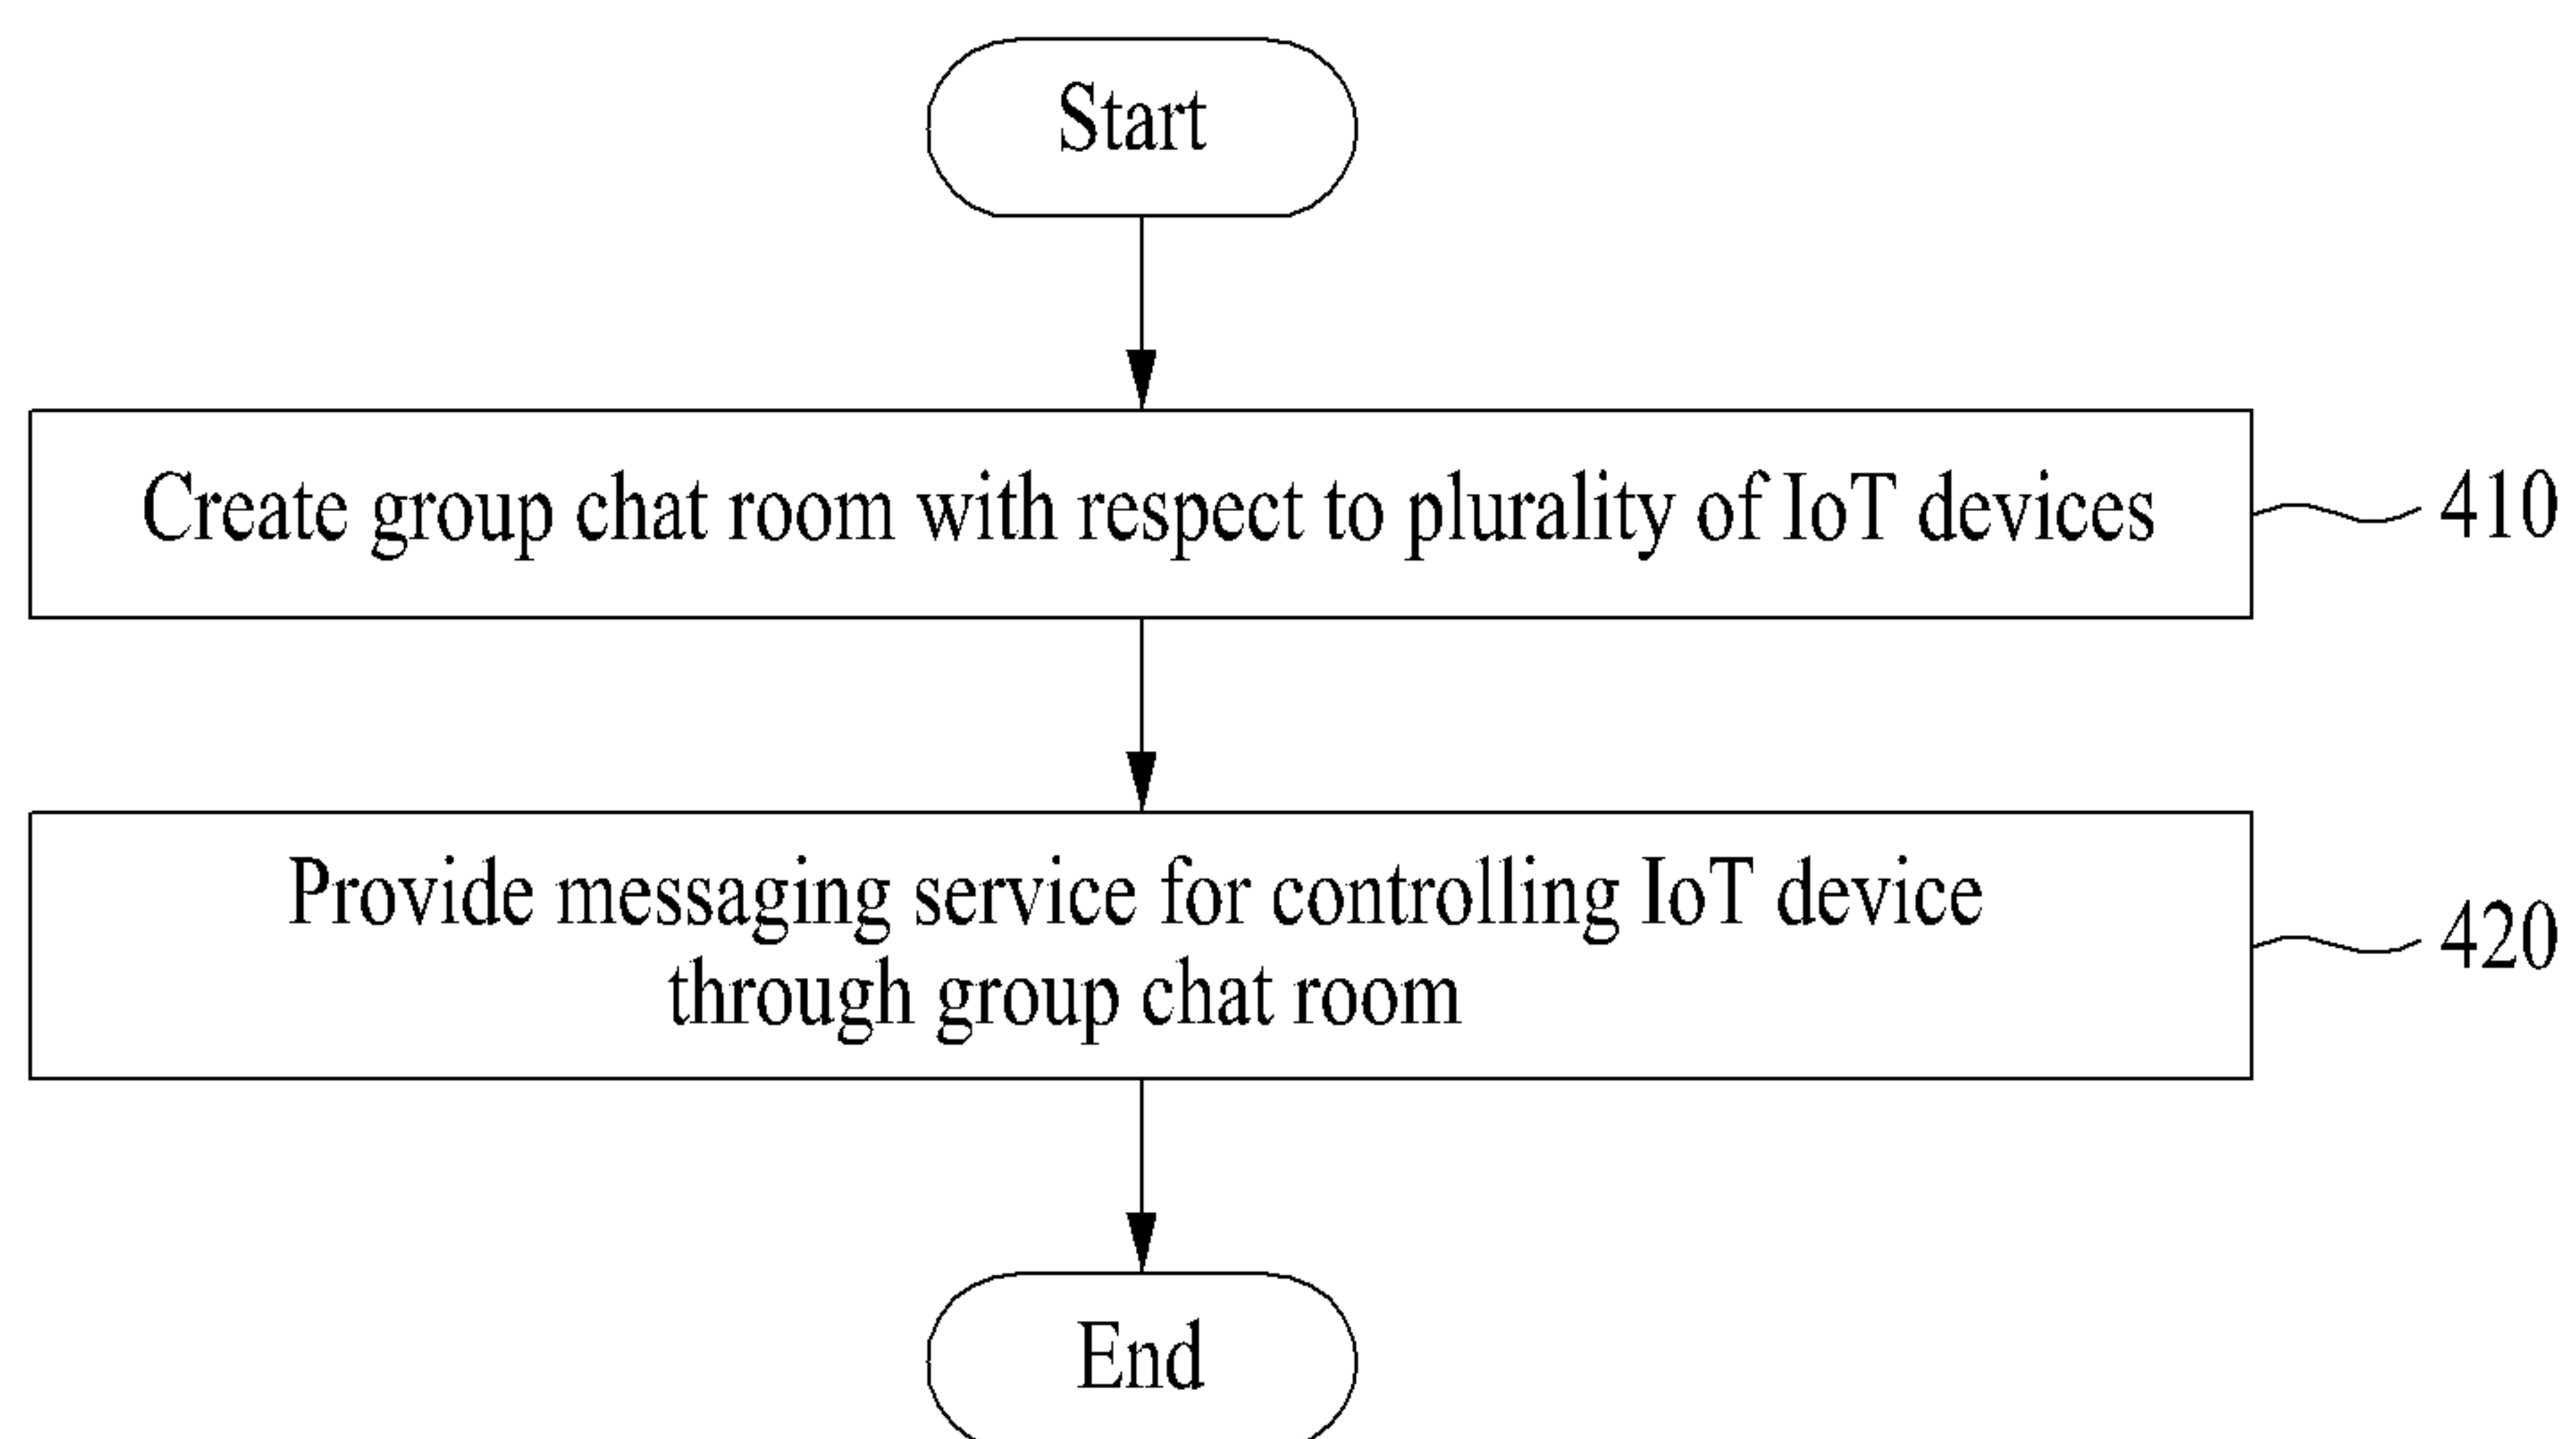 Start
Create group chat room with respect to plurality of IoT devices
410
Provide messaging service for controlling IoT device
through group chat room
420
End